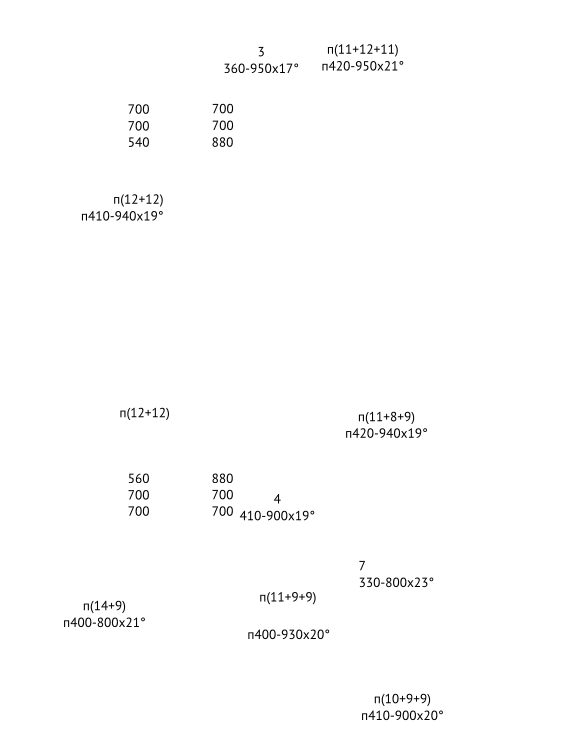 3
360-950x17°
п(11+12+11)
п420-950x21°
700 700
700 700
540 880
п(12+12)
п410-940x19°
п(12+12)
п(11+8+9)
п420-940x19°
560 880
700 700
700 700
4
410-900x19°
7
330-800x23°
п(11+9+9)
п400-930x20°
п(14+9)
п400-800x21°
п(10+9+9)
п410-900x20°